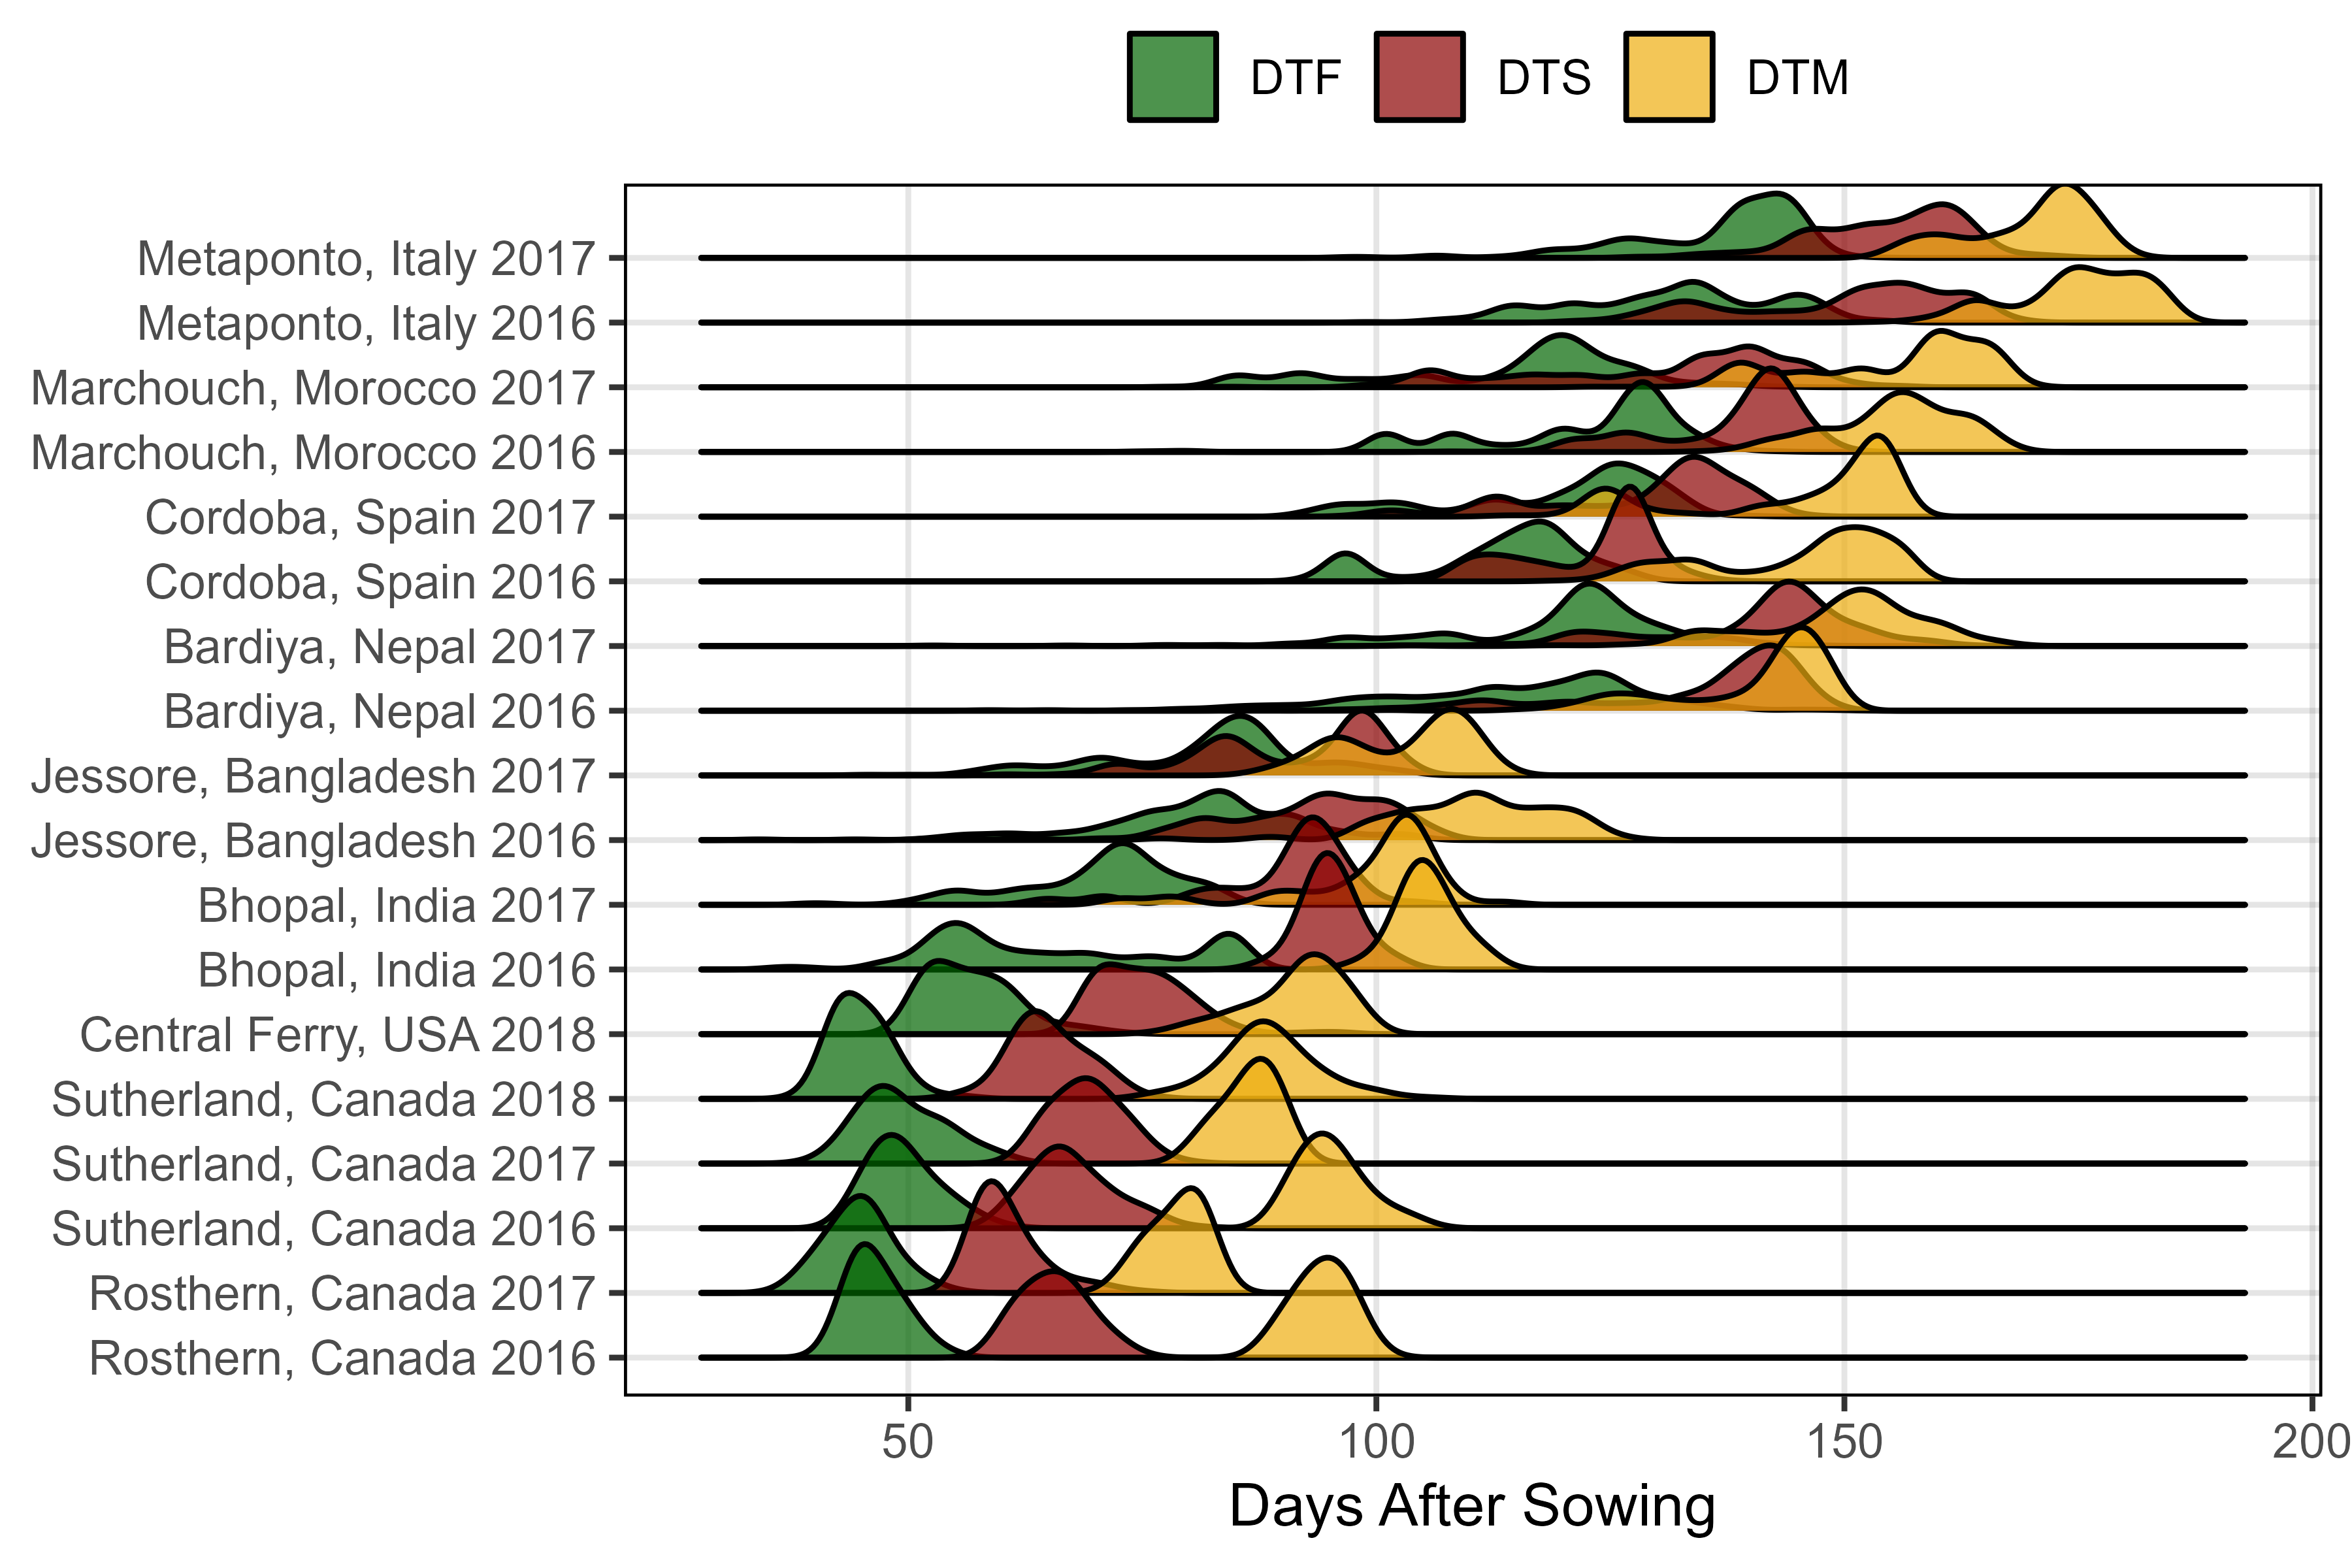 DTF DTS DTM
Metaponto, Italy 2017
Metaponto, Italy 2016
Marchouch, Morocco 2017
Marchouch, Morocco 2016
Cordoba, Spain 2017
Cordoba, Spain 2016
Bardiya, Nepal 2017
Bardiya, Nepal 2016
Jessore, Bangladesh 2017
Jessore, Bangladesh 2016
Bhopal, India 2017
Bhopal, India 2016
Central Ferry, USA 2018
Sutherland, Canada 2018
Sutherland, Canada 2017
Sutherland, Canada 2016
Rosthern, Canada 2017
Rosthern, Canada 2016
50 100 150 200
Days After Sowing